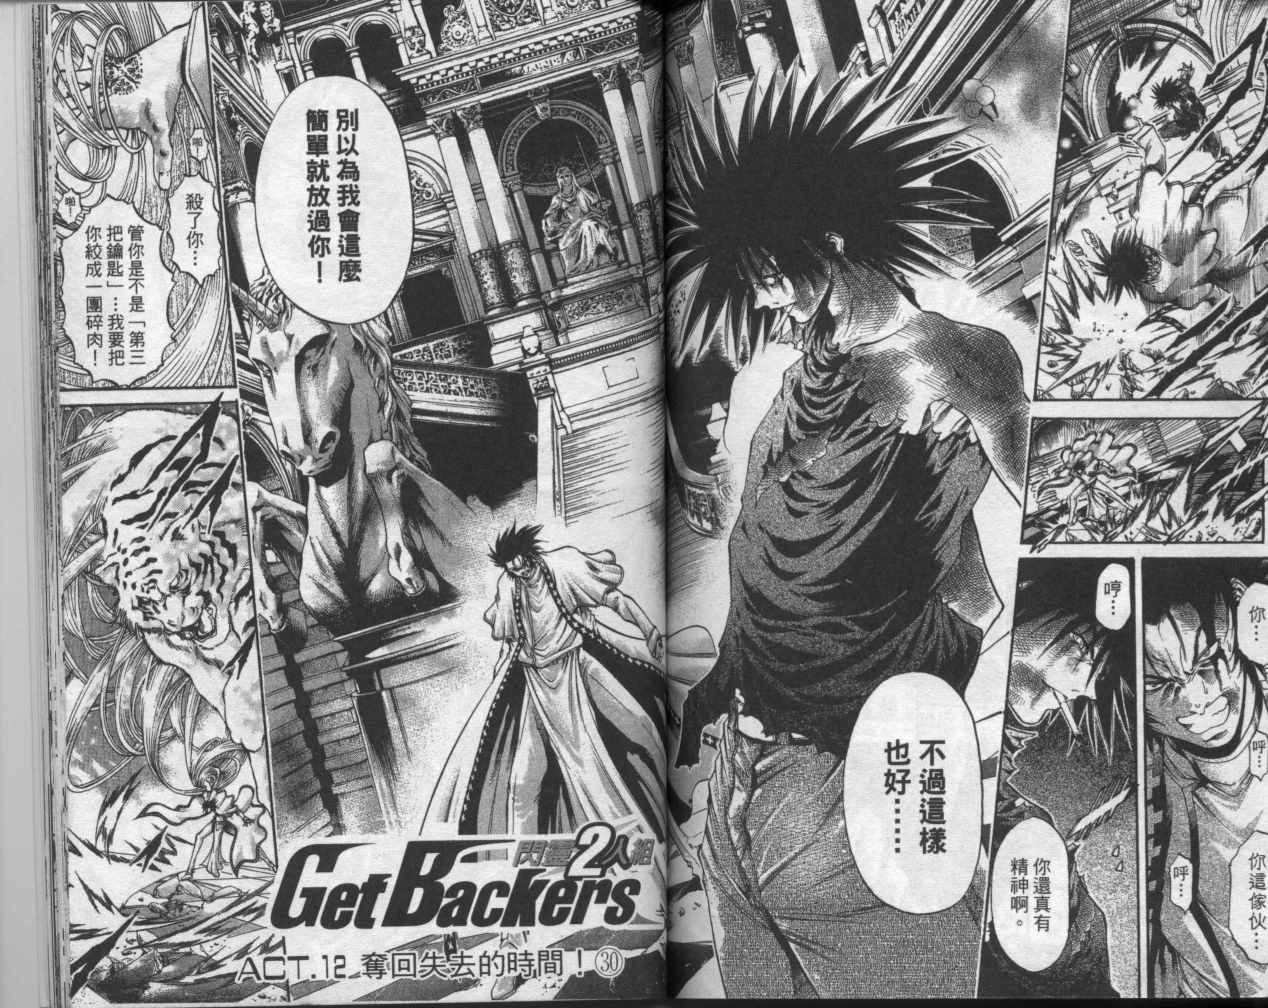 你…
呼…
你這傢伙…
呼…
哼…
你還真有
精神啊。
不過這樣
也好……
別以為我會這麼
簡單就放過你！
GetBackers
閃靈2人組
ACT.12 奪回失去的時間！㉚
啪
殺了你…
啪
管你是不是「第三
把鑰匙」…我要把
你絞成一團碎肉！